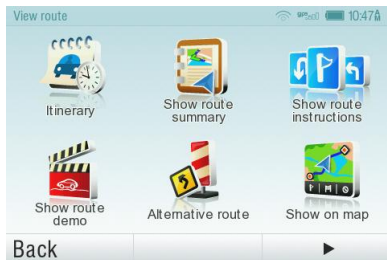 View route
10:47A
Itinerary
Show route
summary
Show route
instructions
Show route
demo
Alternative route
Show on map
Back